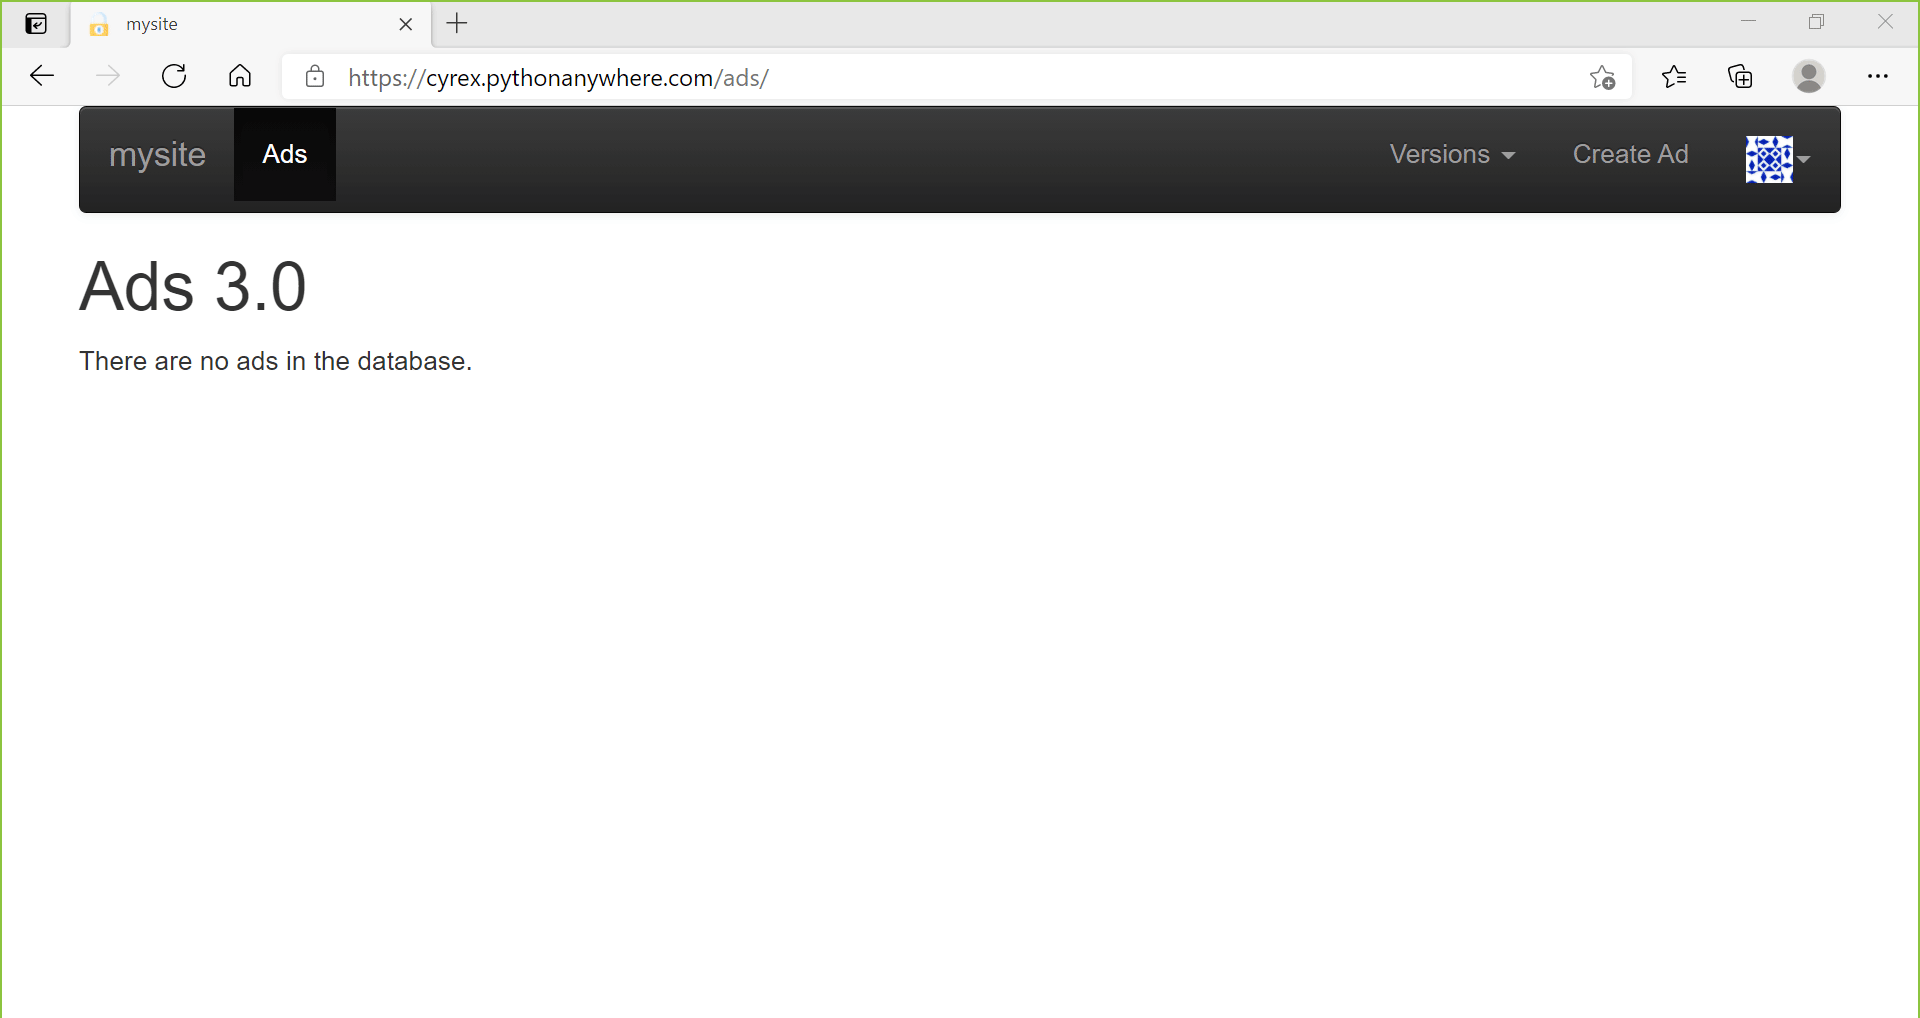 mysite
https://cyrex.pythonanywhere.com/ads/
mysite Ads Versions Create Ad
Ads 3.0
There are no ads in the database.